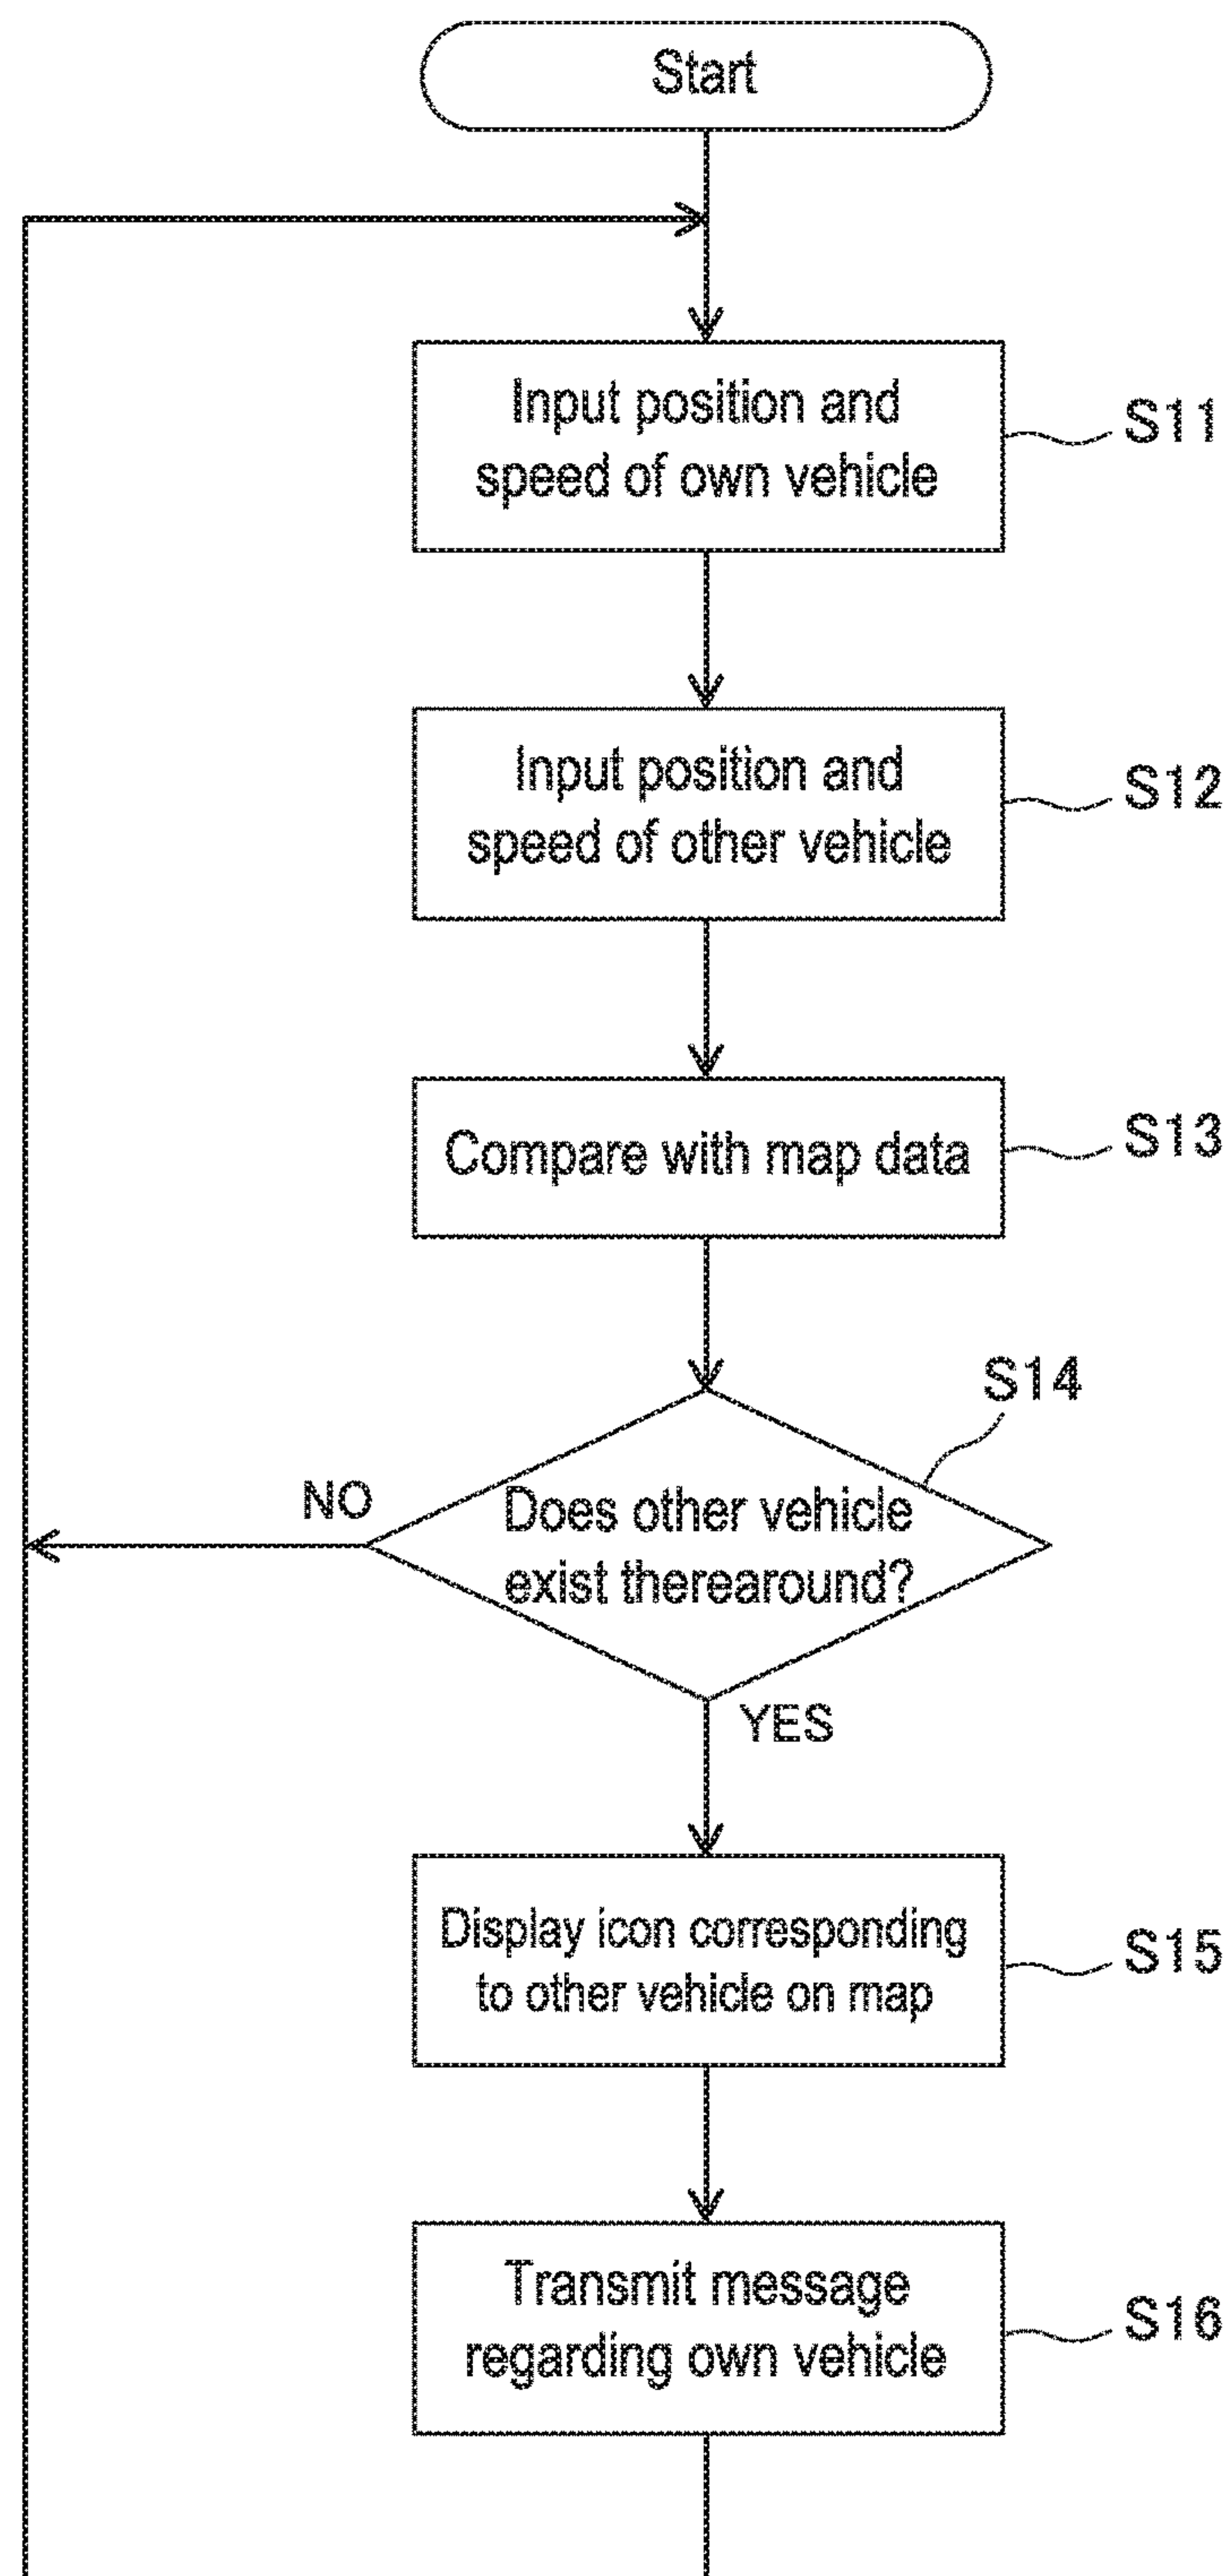 Start
Input position and
speed of own vehicle
S11
Input position and
speed of other vehicle
S12
Compare with map data
S13
S14
NO
Does other vehicle
exist therearound?
YES
Display icon corresponding
to other vehicle on map
S15
Transmit message
regarding own vehicle
S16